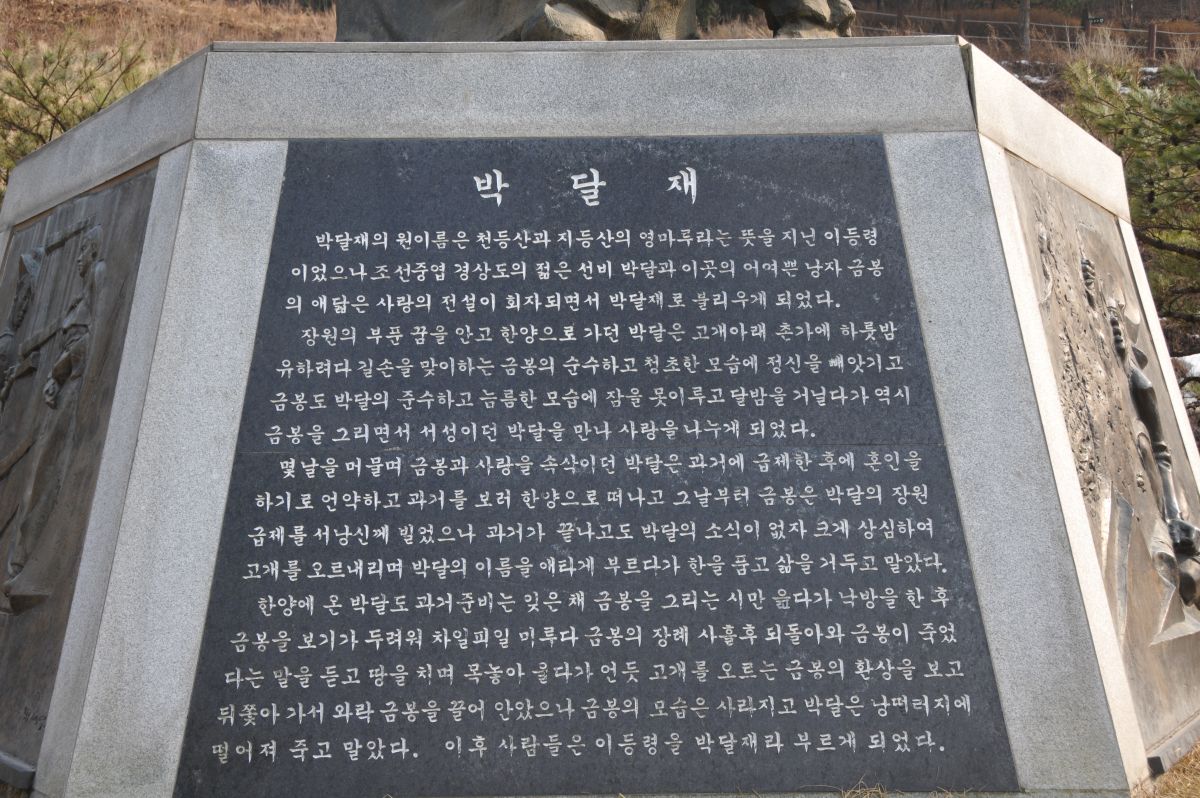 박 달 재
박달재의 원이름은 천등산과 지등산의 영마루라는 뜻을 지닌 이등령
이었으나 조선중엽 경상도의 젊은 선비 박달과 이곳의 어여쁜 낭자 금봉
의 애닯은 사랑의 전설이 회자되면서 박달재로 불리우게 되었다.
장원의 부푼 꿈을 안고 한양으로 가던 박달은 고개아래 촌가에 하룻밤
유하려다 길손을 맞이하는 금봉의 순수하고 청초한 모습에 정신을 빼앗기고
금봉도 박달의 준수하고 늠름한 모습에 잠을 못이루고 달밤을 거닐다가 역시
금봉을 그리면서 서성이던 박달을 만나 사랑을 나누게 되었다.
몇날을 머물며 금봉과 사랑을 속삭이던 박달은 과거에 급제한 후에 혼인을
하기로 언약하고 과거를 보러 한양으로 떠나고 그날부터 금봉은 박달의 장원
급제를 서낭신께 빌었으나 과거가 끝나고도 박달의 소식이 없자 크게 상심하여
고개를 오르내리며 박달의 이름을 애타게 부르다가 한을 품고 삶을 거두고 말았다.
한양에 온 박달도 과거준비는 잊은 채 금봉을 그리는 시만 읊다가 낙방을 한 후
금봉을 보기가 두려워 차일피일 미루다 금봉의 장례 사흘후 되돌아와 금봉이 죽었
다는 말을 듣고 땅을 치며 목놓아 울다가 언듯 고개를 오르는 금봉의 환상을 보고
뒤쫓아 가서 와락 금봉을 끌어 안았으나 금봉의 모습은 사라지고 박달은 낭떠러지에
떨어져 죽고 말았다. 이후 사람들은 이등령을 박달재라 부르게 되었다.